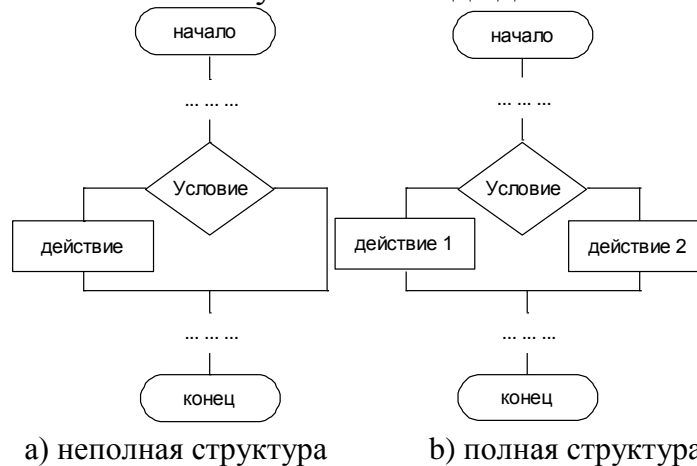 начало
... ... ...
Условие
действие
... ... ...
конец
а) неполная структура
начало
... ... ...
Условие
действие 1
действие 2
... ... ...
конец
b) полная структура